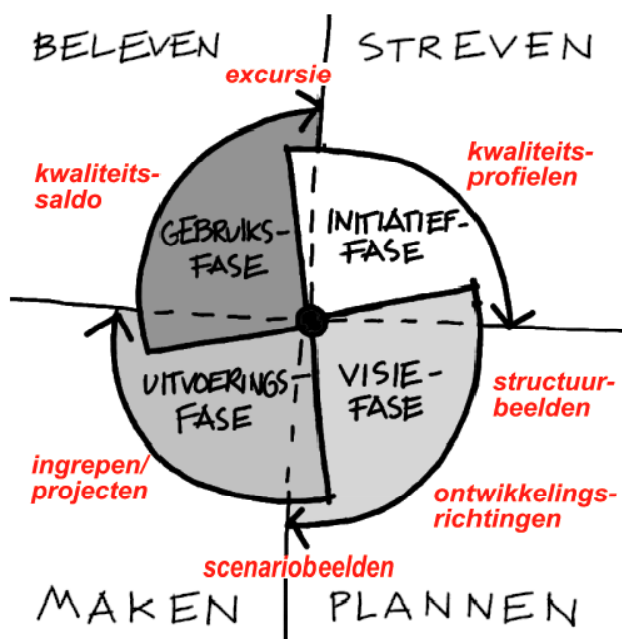 BELEVEN
STREVEN
excursie
kwaliteits-
saldo
kwaliteits-
profielen
GEBRUIKS-
FASE
INITIATIEF-
FASE
UITVOERINGS
FASE
VISIE-
FASE
structuur-
beelden
ingrepen/
projecten
ontwikkelings-
richtingen
scenariobeelden
MAKEN
PLANNEN